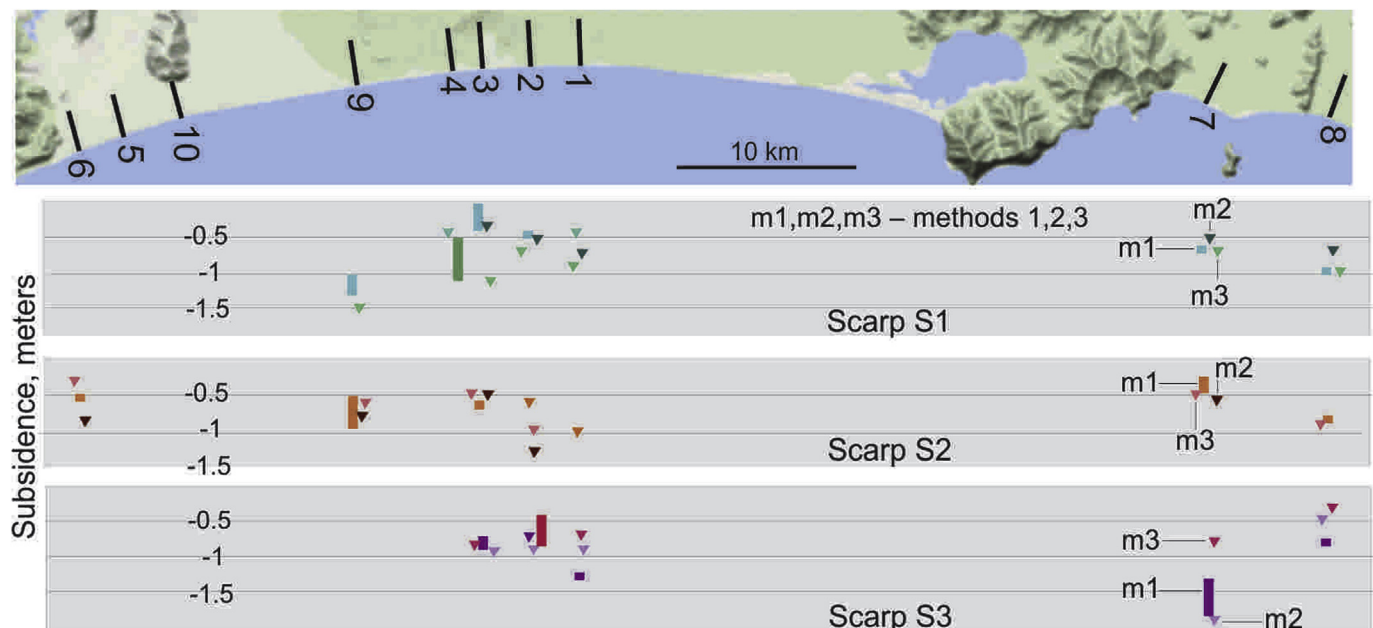 1
2
3
4
9
10
5
6
7
8
10 km
Subsidence, meters
m1,m2,m3 – methods 1,2,3
-0.5
-1
-1.5
m2
m1
m3
Scarp S1
-0.5
-1
-1.5
m1
m2
m3
Scarp S2
-0.5
-1
-1.5
m3
m1
m2
Scarp S3